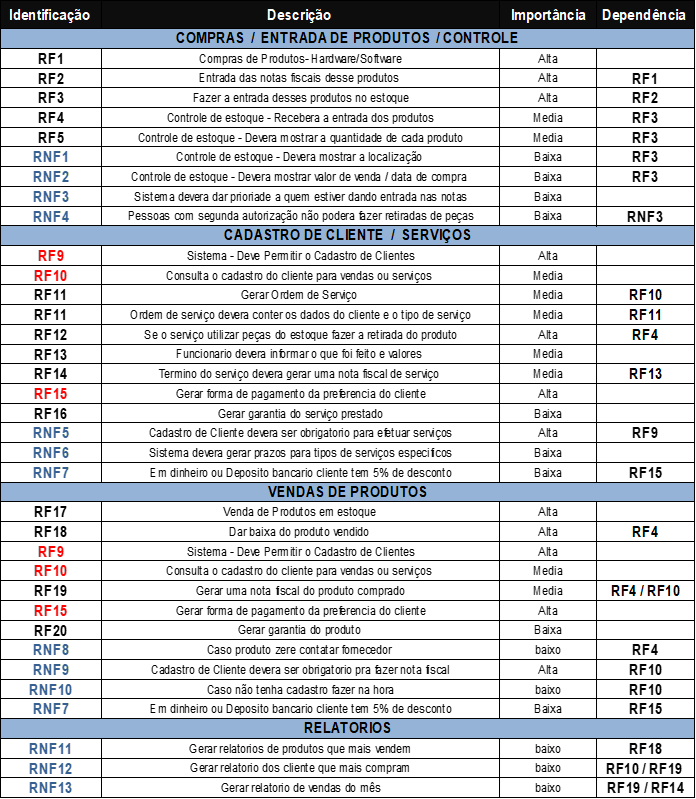 Identificação Descrição Importância Dependência
COMPRAS / ENTRADA DE PRODUTOS / CONTROLE
RF1 Compras de Produtos- Hardware/Software Alta
RF2 Entrada das notas fiscais desse produtos Alta RF1
RF3 Fazer a entrada desses produtos no estoque Alta RF2
RF4 Controle de estoque - Recebera a entrada dos produtos Media RF3
RF5 Controle de estoque - Devera mostrar a quantidade de cada produto Media RF3
RNF1 Controle de estoque - Devera mostrar a localização Baixa RF3
RNF2 Controle de estoque - Devera mostrar valor de venda / data de compra Baixa RF3
RNF3 Sistema devera dar prioriade a quem estiver dando entrada nas notas Baixa
RNF4 Pessoas com segunda autorização não podera fazer retiradas de peças Baixa RNF3
CADASTRO DE CLIENTE / SERVIÇOS
RF9 Sistema - Deve Permitir o Cadastro de Clientes Alta
RF10 Consulta o cadastro do cliente para vendas ou serviços Media
RF11 Gerar Ordem de Serviço Media RF10
RF11 Ordem de serviço devera conter os dados do cliente e o tipo de serviço Media RF11
RF12 Se o serviço utilizar peças do estoque fazer a retirada do produto Alta RF4
RF13 Funcionario devera informar o que foi feito e valores Media
RF14 Termino do serviço devera gerar uma nota fiscal de serviço Media RF13
RF15 Gerar forma de pagamento da preferencia do cliente Alta
RF16 Gerar garantia do serviço prestado Baixa
RNF5 Cadastro de Cliente devera ser obrigatorio para efetuar serviços Alta RF9
RNF6 Sistema devera gerar prazos para tipos de serviços especificos Baixa
RNF7 Em dinheiro ou Deposito bancario cliente tem 5% de desconto Baixa RF15
VENDAS DE PRODUTOS
RF17 Venda de Produtos em estoque Alta
RF18 Dar baixa do produto vendido Alta RF4
RF9 Sistema - Deve Permitir o Cadastro de Clientes Alta
RF10 Consulta o cadastro do cliente para vendas ou serviços Media
RF19 Gerar uma nota fiscal do produto comprado Media RF4 / RF10
RF15 Gerar forma de pagamento da preferencia do cliente Alta
RF20 Gerar garantia do produto Baixa
RNF8 Caso produto zere contatar fornecedor baixo RF4
RNF9 Cadastro de Cliente devera ser obrigatorio pra fazer nota fiscal Alta RF10
RNF10 Caso não tenha cadastro fazer na hora baixo RF10
RNF7 Em dinheiro ou Deposito bancario cliente tem 5% de desconto Baixa RF15
RELATORIOS
RNF11 Gerar relatorios de produtos que mais vendem baixo RF18
RNF12 Gerar relatorio dos cliente que mais compram baixo RF10 / RF19
RNF13 Gerar relatorio de vendas do mês baixo RF19 / RF14